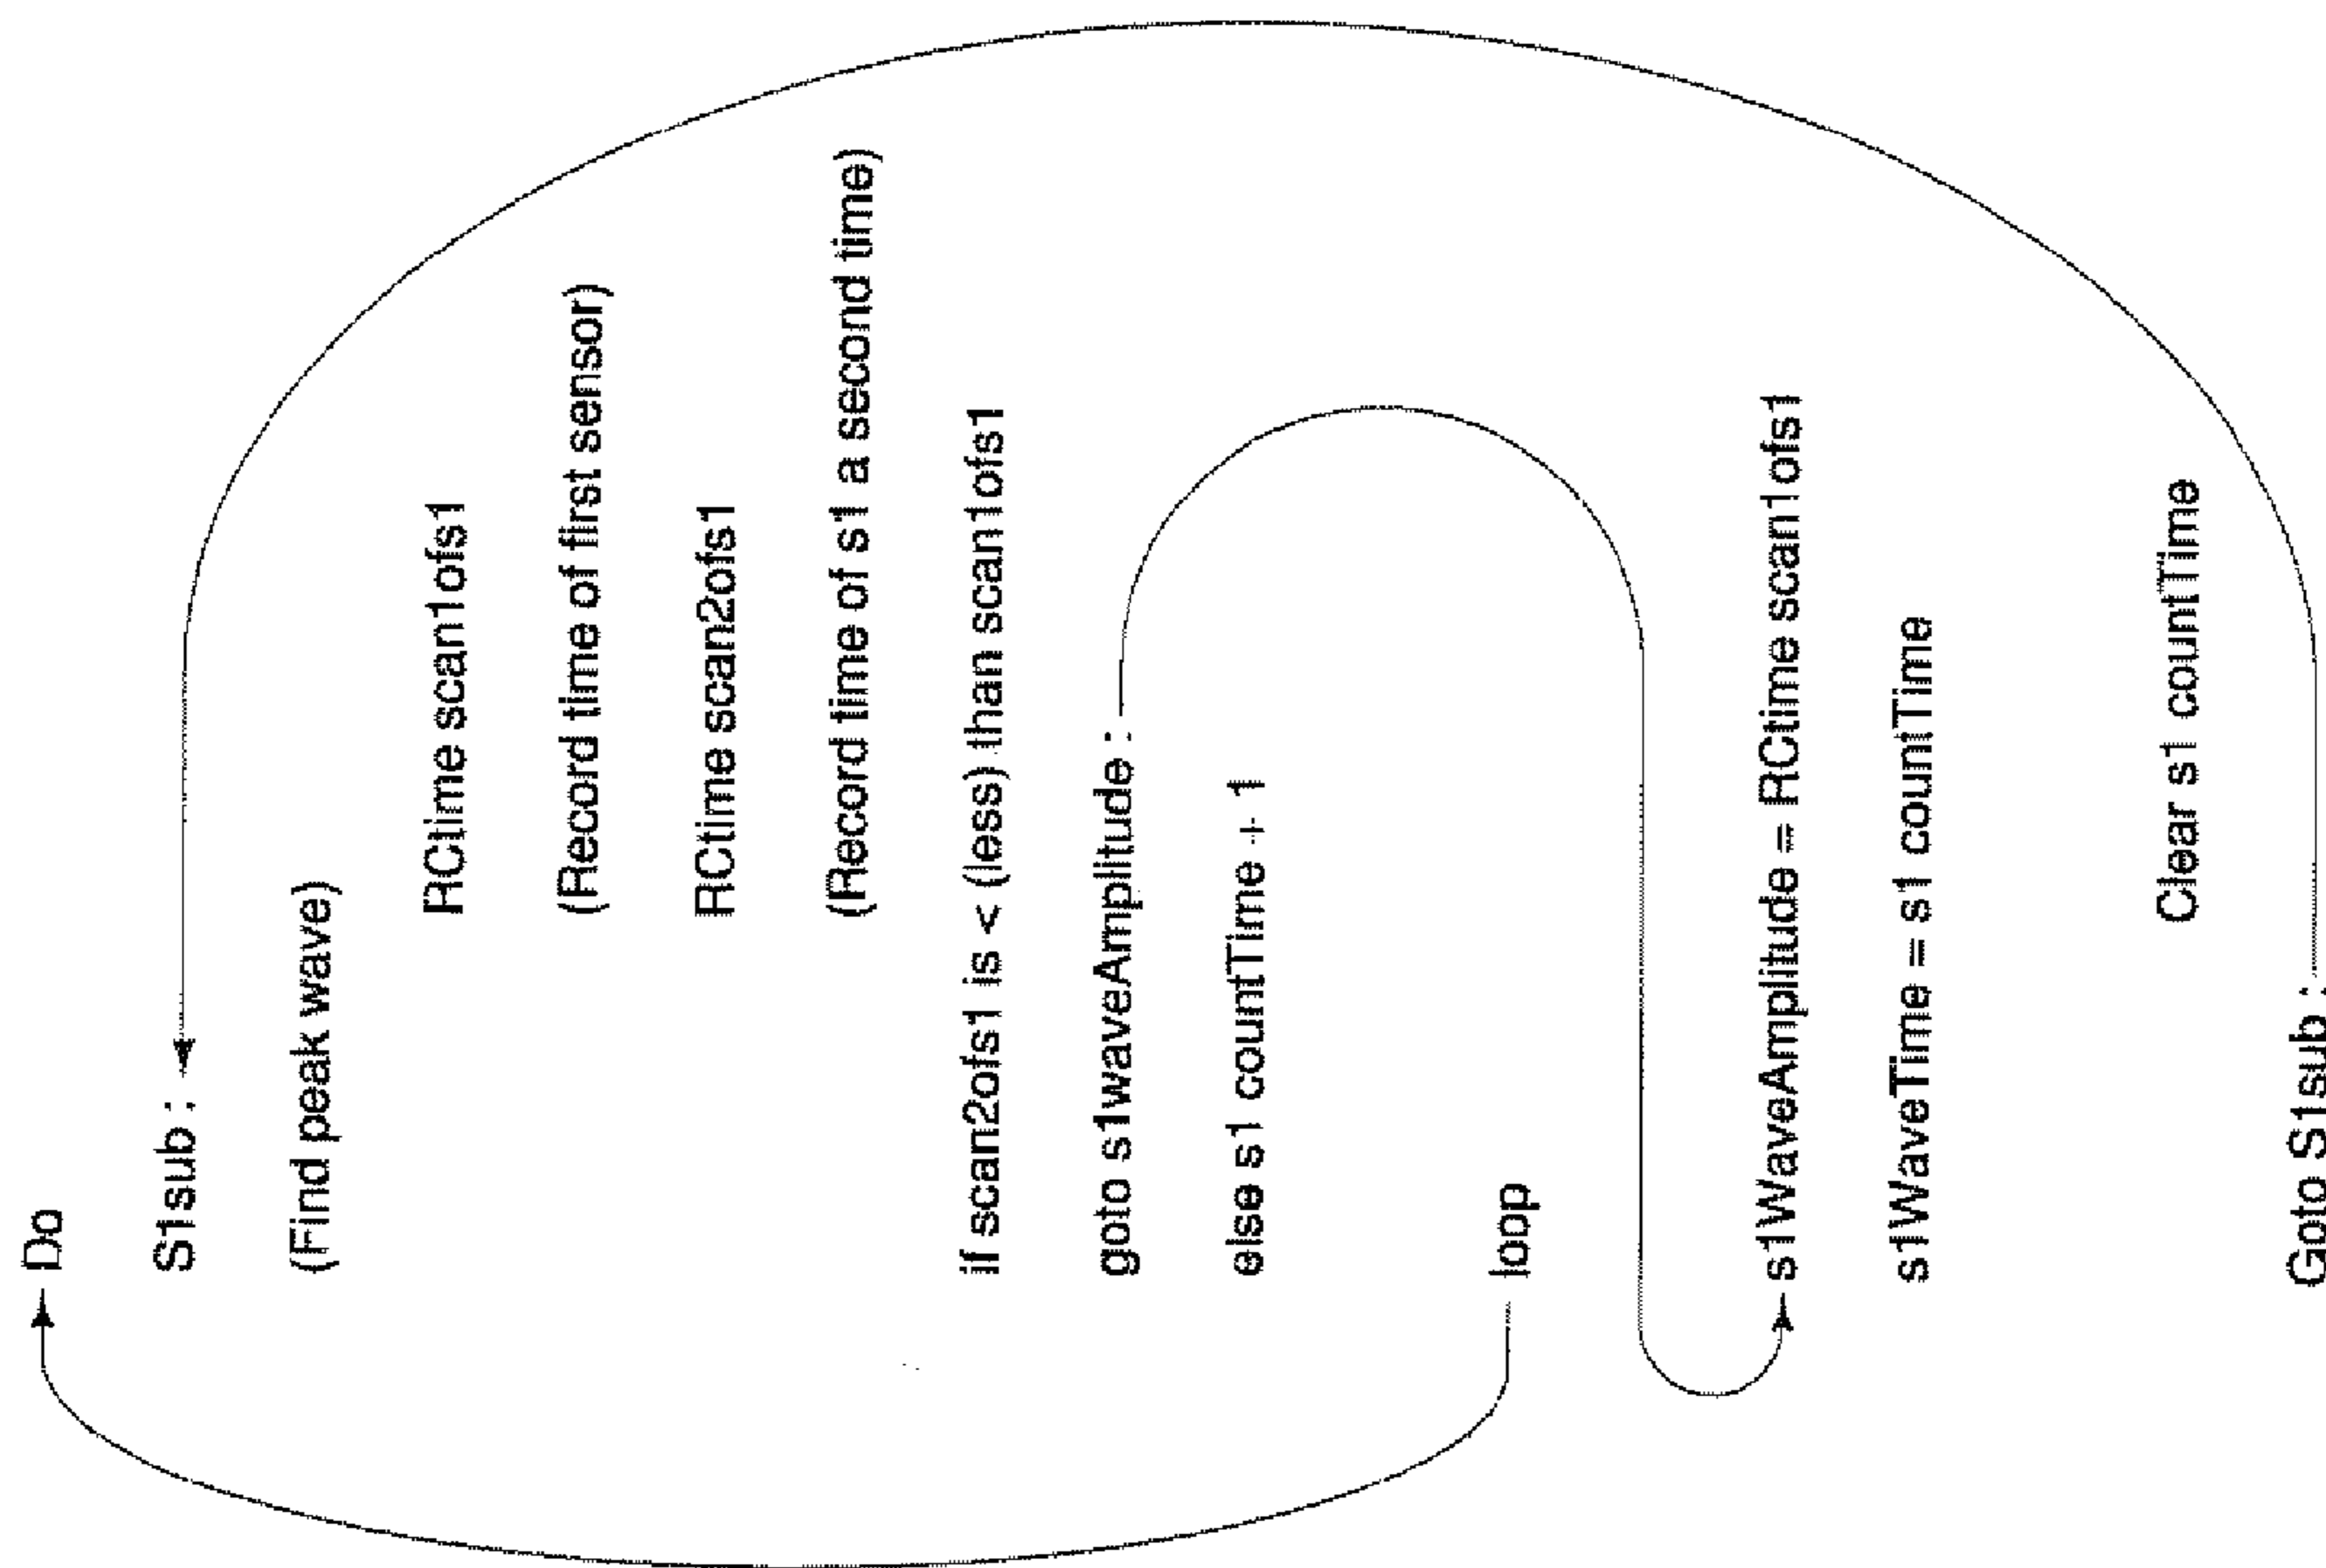 Do
S1sub :
(Find peak wave)
RCtime scan1ofs1
(Record time of first sensor)
RCtime scan2ofs1
(Record time of s1 a second time)
if scan2ofs1 is < (less) than scan1ofs1
goto s1waveAmplitude :
else s1 countTime + 1
loop
s1WaveAmplitude = RCtime scan1ofs1
s1WaveTime = s1 countTime
Clear s1 countTime
Goto S1sub :